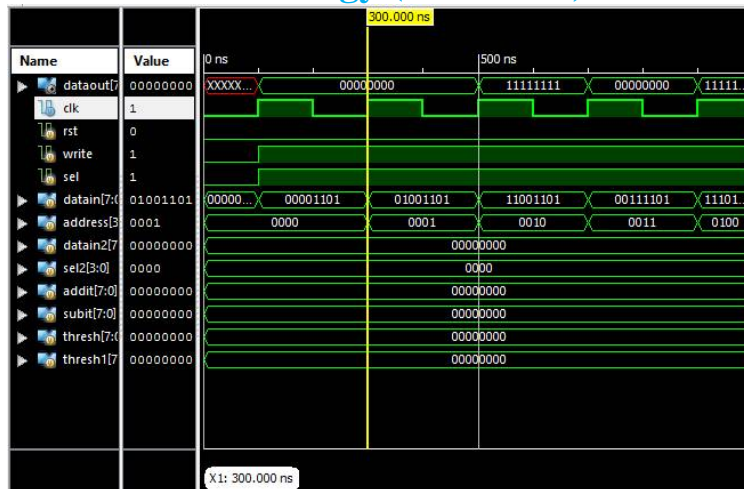 300.000 ns
Name Value 0 ns 500 ns
dataout[7 00000000 XXXXX... 00000000 11111111 00000000 11111..
clk 1
rst 0
write 1
sel 1
datain[7:0 01001101 00000... 00001101 01001101 11001101 00111101 11101..
address[3 0001 0000 0001 0010 0011 0100
datain2[7 00000000 00000000
sel2[3:0] 0000 0000
addit[7:0] 00000000 00000000
subit[7:0] 00000000 00000000
thresh[7:0 00000000 00000000
thresh1[7 00000000 00000000
X1: 300.000 ns